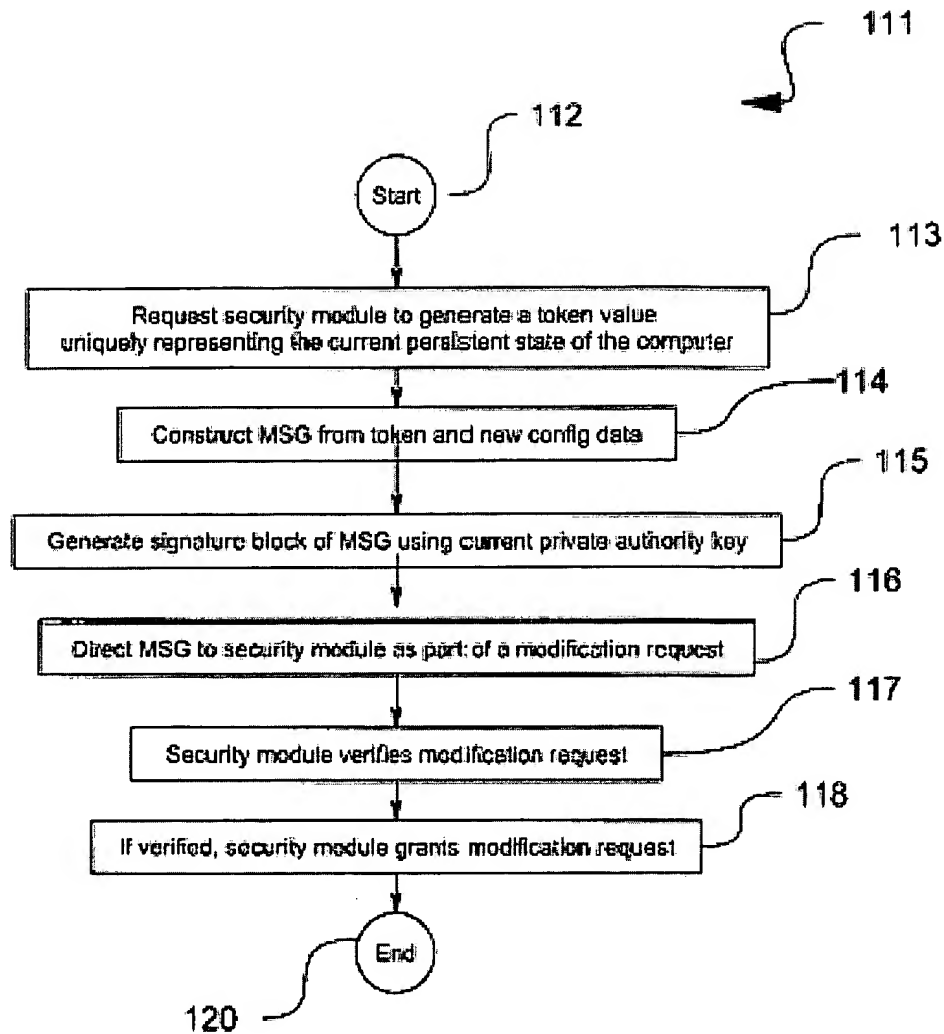 111
112
Start
113
Request security module to generate a token value
uniquely representing the current persistent state of the computer
114
Construct MSG from token and new config data
115
Generate signature block of MSG using current private authority key
116
Direct MSG to security module as part of a modification request
117
Security module verifies modification request
118
If verified, security module grants modification request
End
120